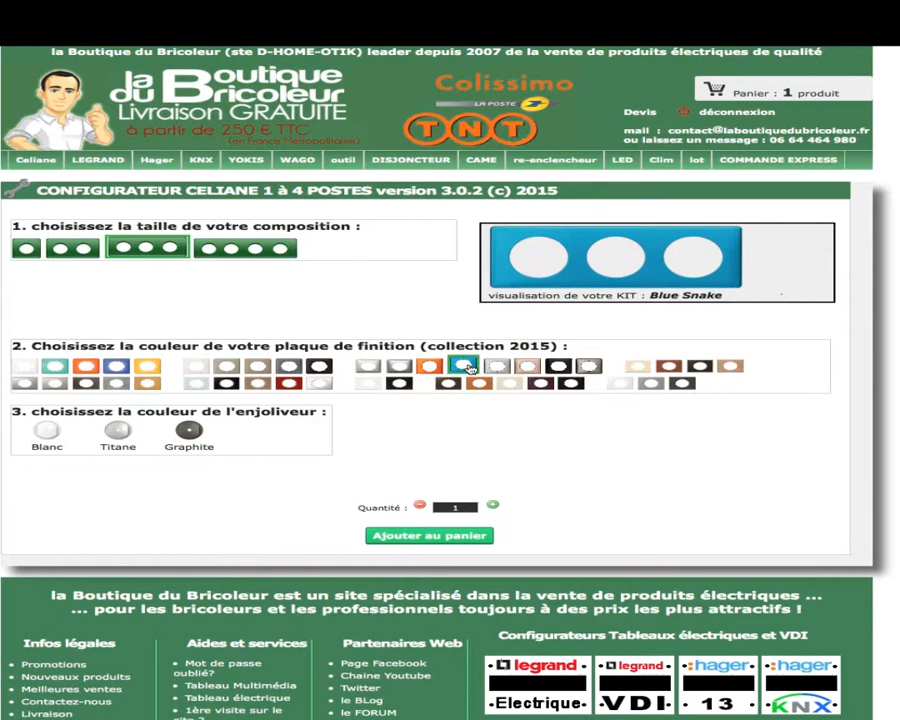 la Boutique du Bricoleur (ste D-HOME-OTIK) leader depuis 2007 de la vente de produits électriques de qualité
la Boutique
du Bricoleur
Livraison GRATUITE
à partir de 250 € TTC
(en France Métropolitaine)
Colissimo
LA POSTE
TNT
Panier : 1 produit
Devis
déconnexion
mail : contact@laboutiquedubricoleur.fr
ou laissez un message : 06 64 464 980
Celiane LEGRAND Hager KNX YOKIS WAGO outil DISJONCTEUR CAME re-enclencheur LED Clim lot COMMANDE EXPRESS
CONFIGURATEUR CELIANE 1 à 4 POSTES version 3.0.2 (c) 2015
1. choisissez la taille de votre composition :
visualisation de votre KIT : Blue Snake
2. Choisissez la couleur de votre plaque de finition (collection 2015) :
3. choisissez la couleur de l'enjoliveur :
Blanc Titane Graphite
Quantité : 1
Ajouter au panier
la Boutique du Bricoleur est un site spécialisé dans la vente de produits électriques ...
... pour les bricoleurs et les professionnels toujours à des prix les plus attractifs !
Infos légales
Promotions
Nouveaux produits
Meilleures ventes
Contactez-nous
Livraison
Aides et services
Mot de passe
oublié?
Tableau Multimédia
Tableau électrique
1ère visite sur le
Partenaires Web
Page Facebook
Chaine Youtube
Twitter
le BLog
le FORUM
Configurateurs Tableaux électriques et VDI
legrand
Electrique
legrand
VDI
:hager
13
:hager
KNX